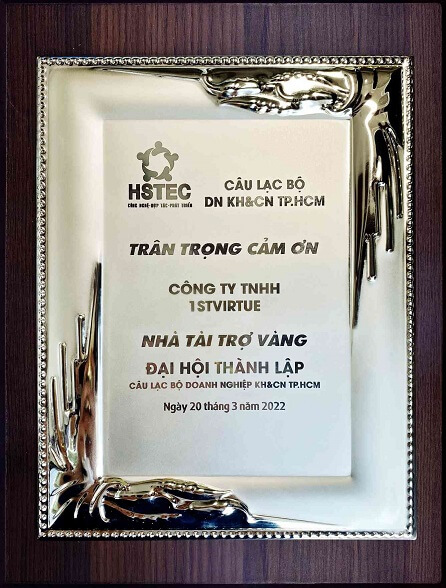 HSTEC
CÔNG NGHỆ-HỢP TÁC-PHÁT TRIỂN
CÂU LẠC BỘ
DN KH&CN TP.HCM
TRÂN TRỌNG CẢM ƠN
CÔNG TY TNHH
1STVIRTUE
NHÀ TÀI TRỢ VÀNG
ĐẠI HỘI THÀNH LẬP
CÂU LẠC BỘ DOANH NGHIỆP KH&CN TP.HCM
Ngày 20 tháng 3 năm 2022